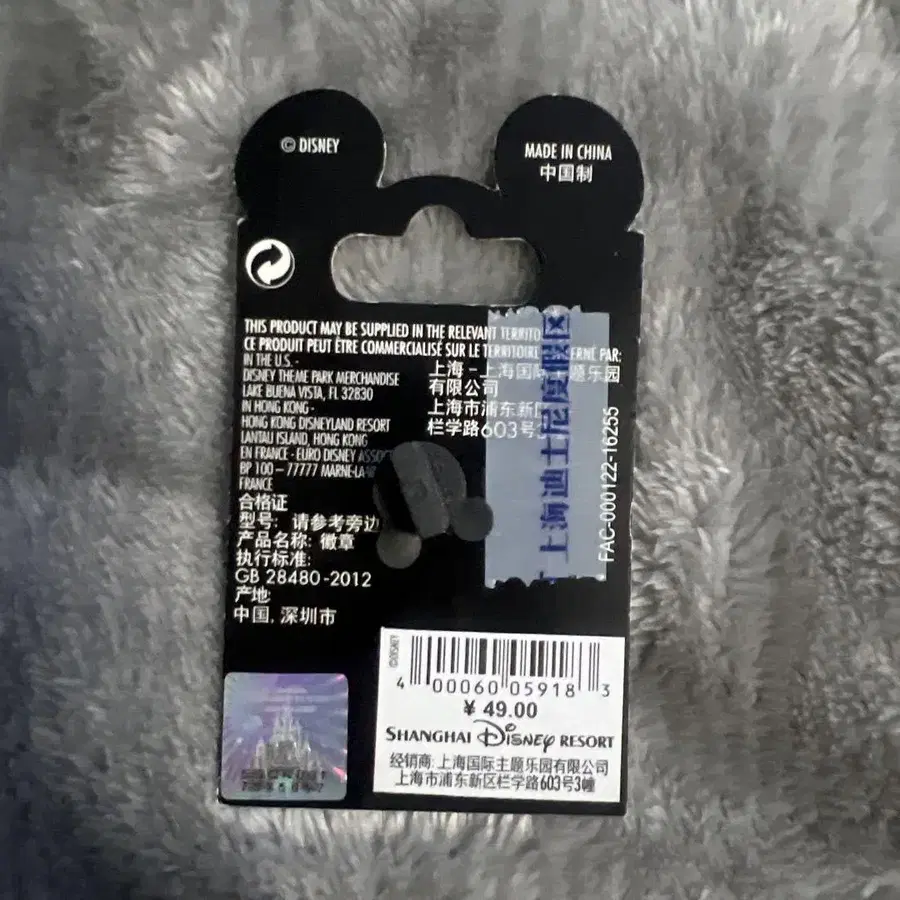 © DISNEY
MADE IN CHINA
中国制
THIS PRODUCT MAY BE SUPPLIED IN THE RELEVANT TERRITO
CE PRODUIT PEUT ÊTRE COMMERCIALISÉ SUR LE TERRITOIRE ERNÉ PAR:
IN THE U.S. -
DISNEY THEME PARK MERCHANDISE
LAKE BUENA VISTA, FL 32830
IN HONG KONG -
HONG KONG DISNEYLAND RESORT
LANTAU ISLAND, HONG KONG
EN FRANCE - EURO DISNEY ASSOC
BP 100 – 77777 MARNE-LA-
FRANCE
合格证
型号: 请参考旁边
产品名称: 徽章
执行标准:
GB 28480-2012
产地:
中国, 深圳市
上海 - 上海国际主题乐园
有限公司
上海市浦东新区
栏学路603号
上海迪士尼度假区
FAC-000122-16255
©DISNEY
4 00060 05918 3
¥ 49.00
SHANGHAI Disney RESORT
经销商: 上海国际主题乐园有限公司
上海市浦东新区栏学路603号3幢